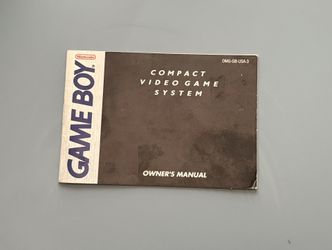 Nintendo
GAME BOY
DMG-GB-USA-3
COMPACT
VIDEO GAME
SYSTEM
OWNER'S MANUAL